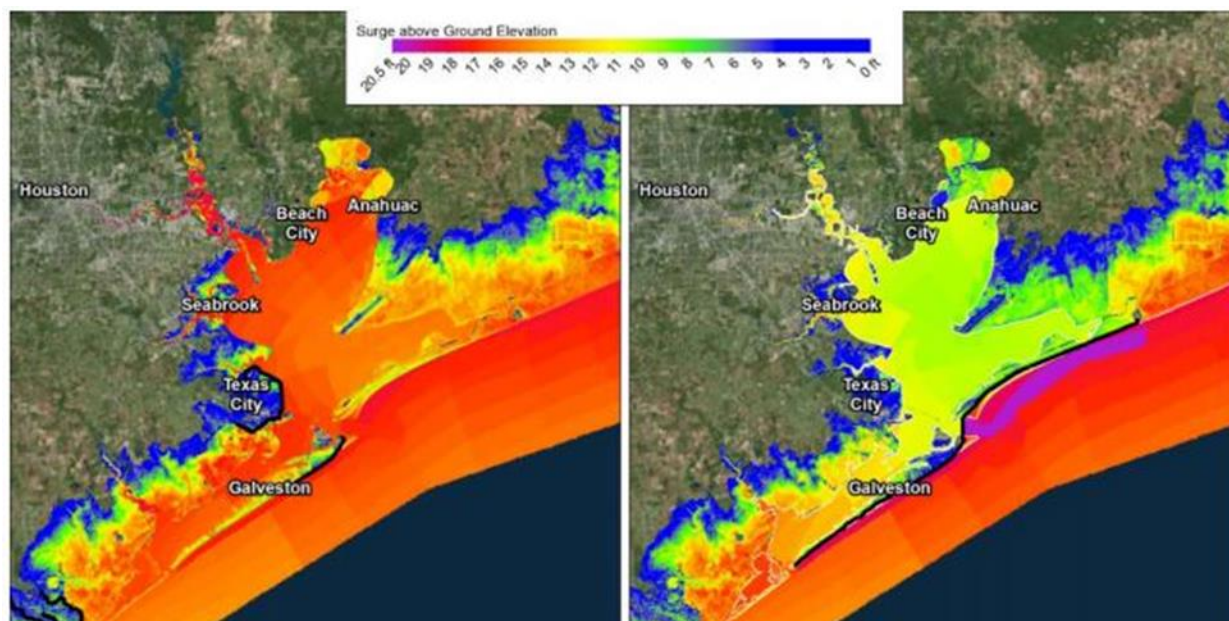 Surge above Ground Elevation
20.5 ft 20 19 18 17 16 15 14 13 12 11 10 9 8 7 6 5 4 3 2 1 0 ft
Houston
Beach
City
Anahuac
Seabrook
Texas
City
Galveston
Houston
Beach
City
Anahuac
Seabrook
Texas
City
Galveston